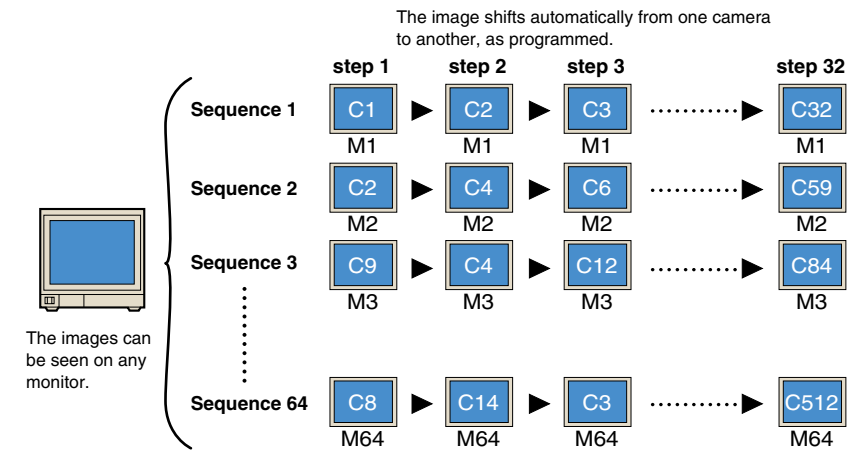 The image shifts automatically from one camera
to another, as programmed.
step 1 step 2 step 3 step 32
Sequence 1 C1 C2 C3 C32
M1 M1 M1 M1
Sequence 2 C2 C4 C6 C59
M2 M2 M2 M2
Sequence 3 C9 C4 C12 C84
M3 M3 M3 M3
The images can
be seen on any
monitor.
Sequence 64 C8 C14 C3 C512
M64 M64 M64 M64